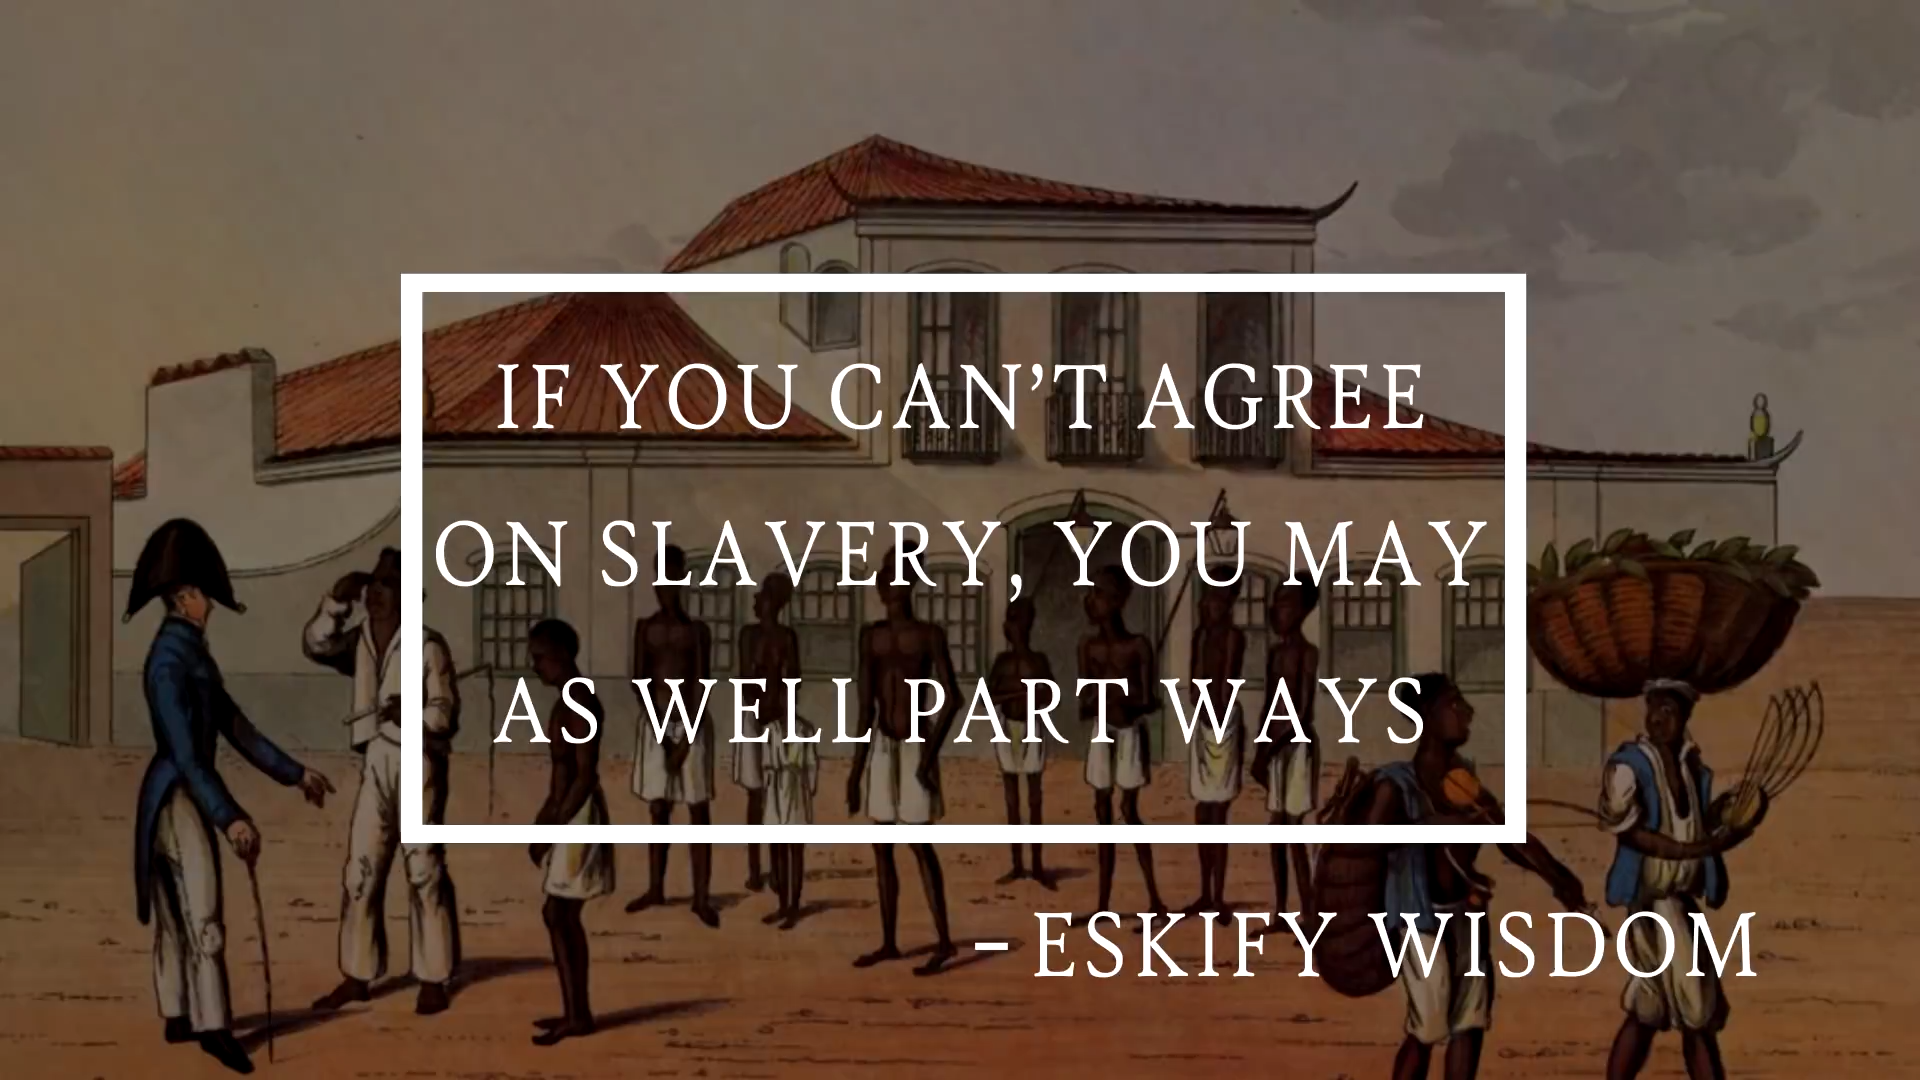 IF YOU CAN’T AGREE
ON SLAVERY, YOU MAY
AS WELL PART WAYS
– ESKIFY WISDOM